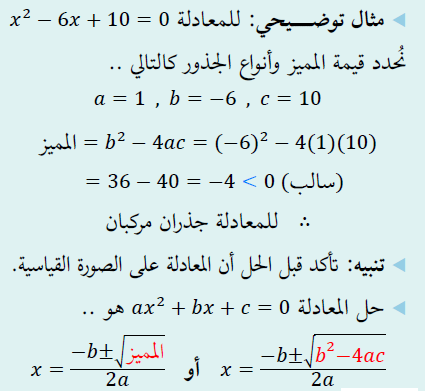 ◄ مثال توضـــيحي: للمعادلة x² − 6x + 10 = 0
نُحدد قيمة المميز وأنواع الجذور كالتالي ..
a = 1 , b = −6 , c = 10
المميز = b² − 4ac = (−6)² − 4(1)(10)
= 36 − 40 = −4 < 0 (سالب)
∴ للمعادلة جذران مركبان
◄ تنبيه: تأكد قبل الحل أن المعادلة على الصورة القياسية.
◄ حل المعادلة ax² + bx + c = 0 هو ..
x = (−b±√(b²−4ac))/2a أو x = (−b±√المميز)/2a